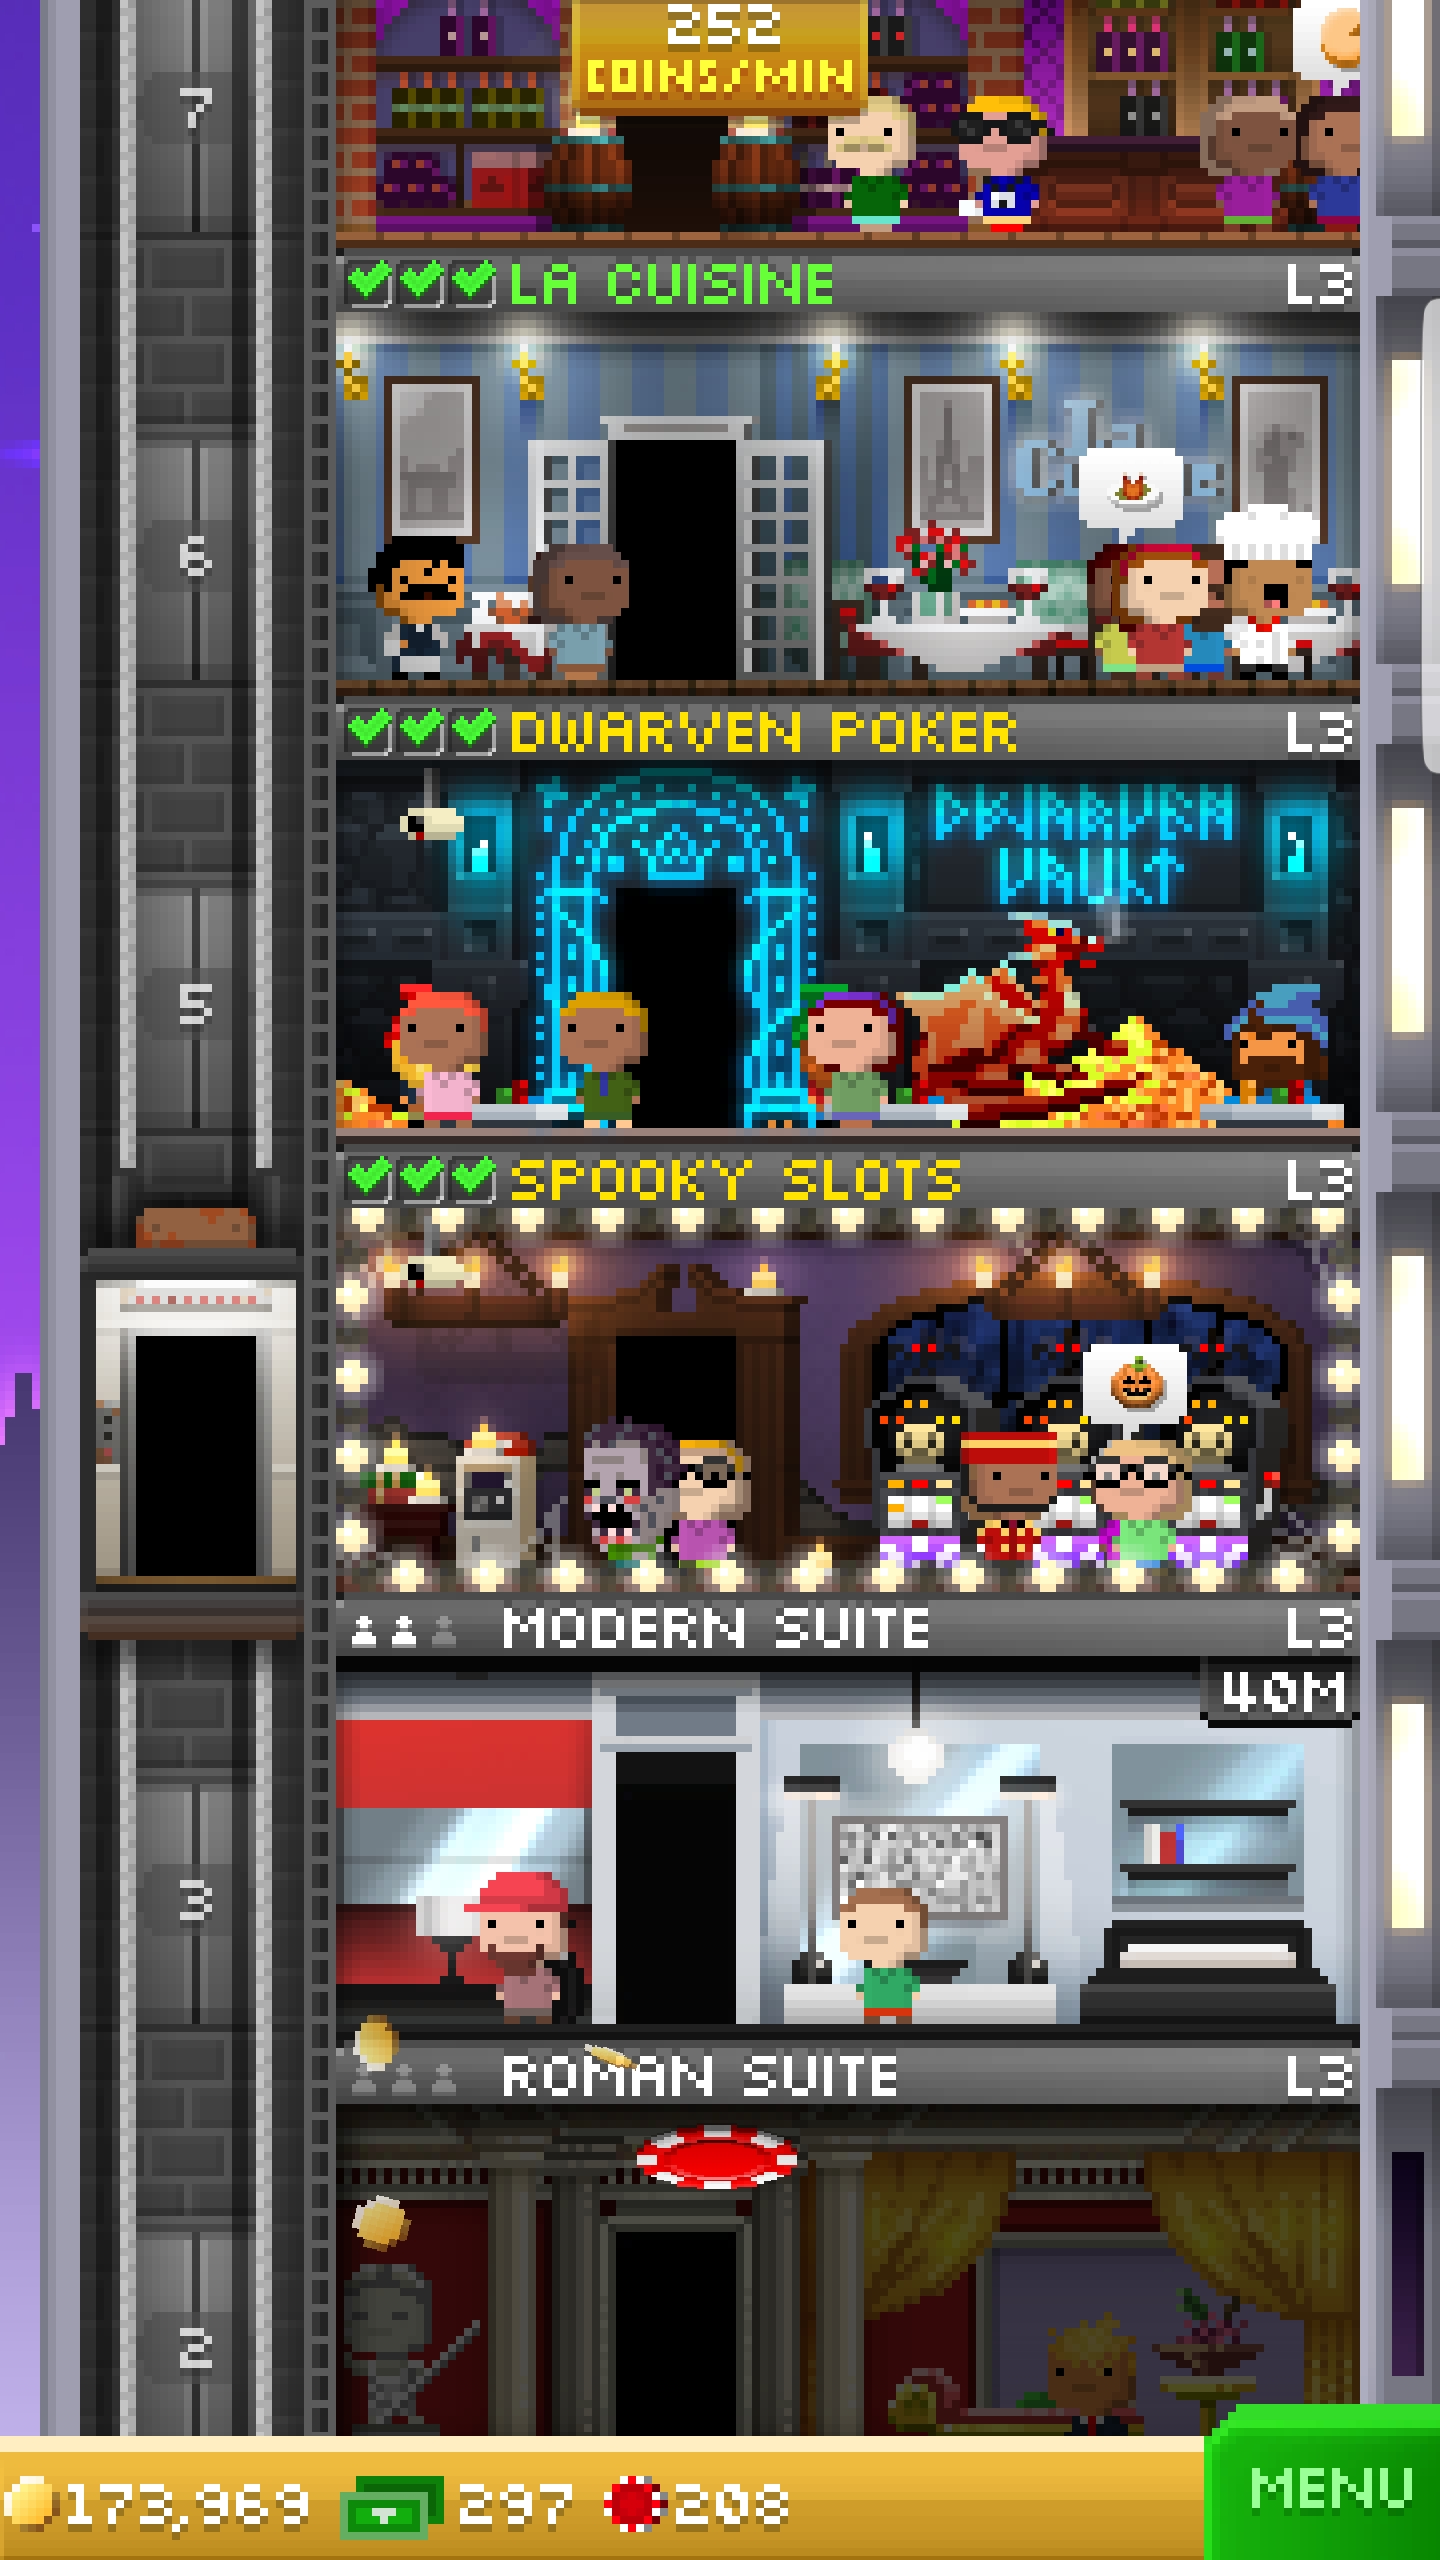 252
COINS/MIN
7
LA CUISINE L3
La
6
DWARVEN POKER L3
DWARVEN
VAULT
5
SPOOKY SLOTS L3
MODERN SUITE L3
40M
3
ROMAN SUITE L3
2
173,969 297 208
MENU